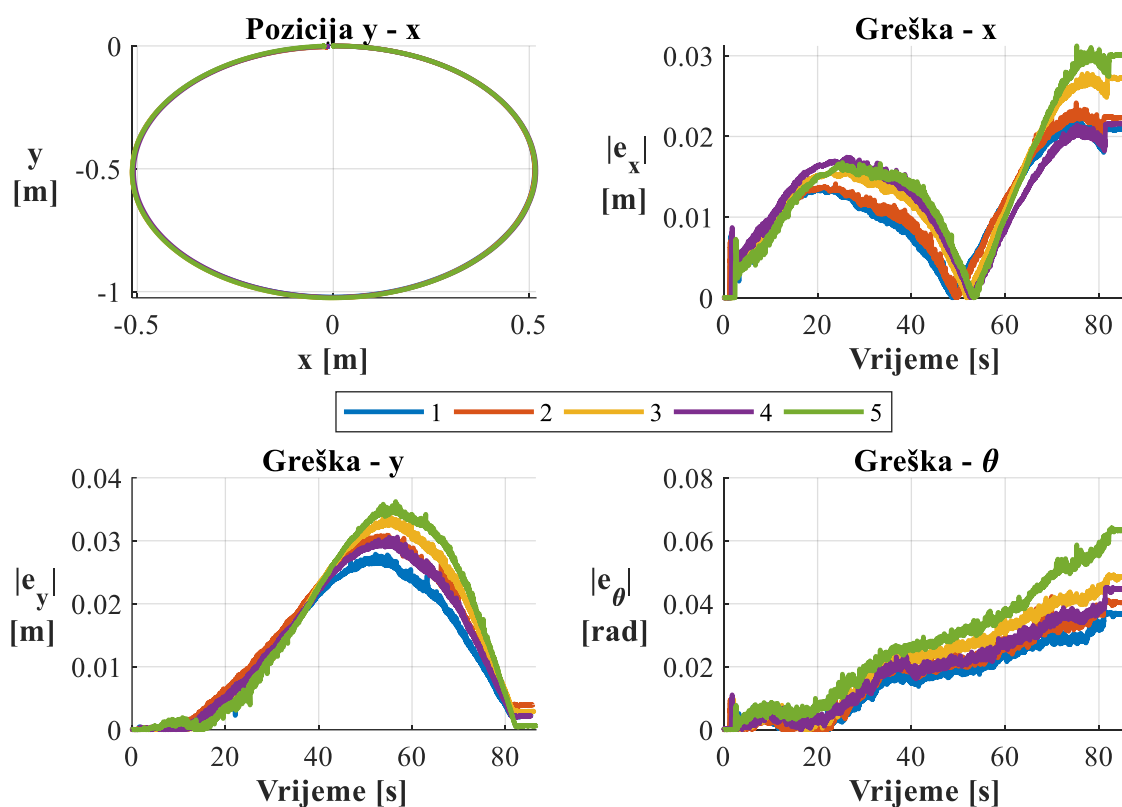 Pozicija y - x
0
-0.5
-1
y
[m]
-0.5
0
0.5
x [m]
Greška - x
0.03
0.02
0.01
0
|e_x|
[m]
0
20
40
60
80
Vrijeme [s]
1
2
3
4
5
Greška - y
0.04
0.03
0.02
0.01
0
|e_y|
[m]
0
20
40
60
80
Vrijeme [s]
Greška - θ
0.08
0.06
0.04
0.02
0
|e_θ|
[rad]
0
20
40
60
80
Vrijeme [s]